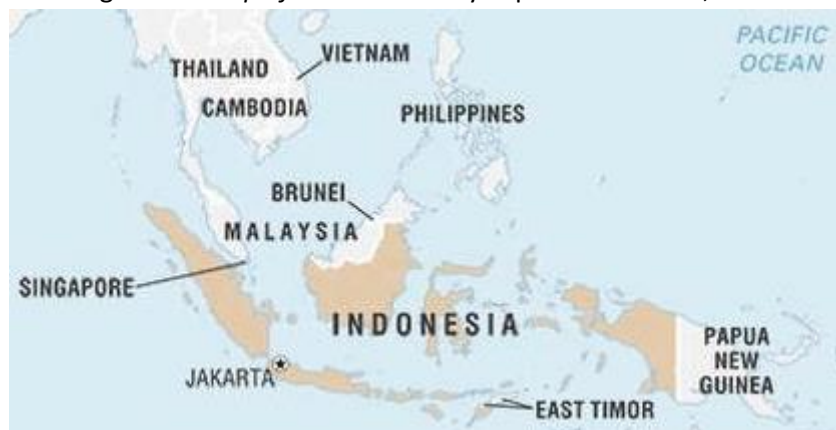 PACIFIC
OCEAN
THAILAND
VIETNAM
CAMBODIA
PHILIPPINES
BRUNEI
MALAYSIA
SINGAPORE
INDONESIA
PAPUA
NEW
GUINEA
JAKARTA
EAST TIMOR